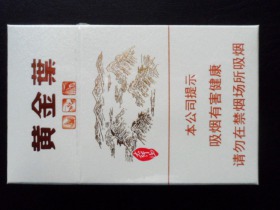 黄金葉
本公司提示
吸烟有害健康
请勿在禁烟场所吸烟